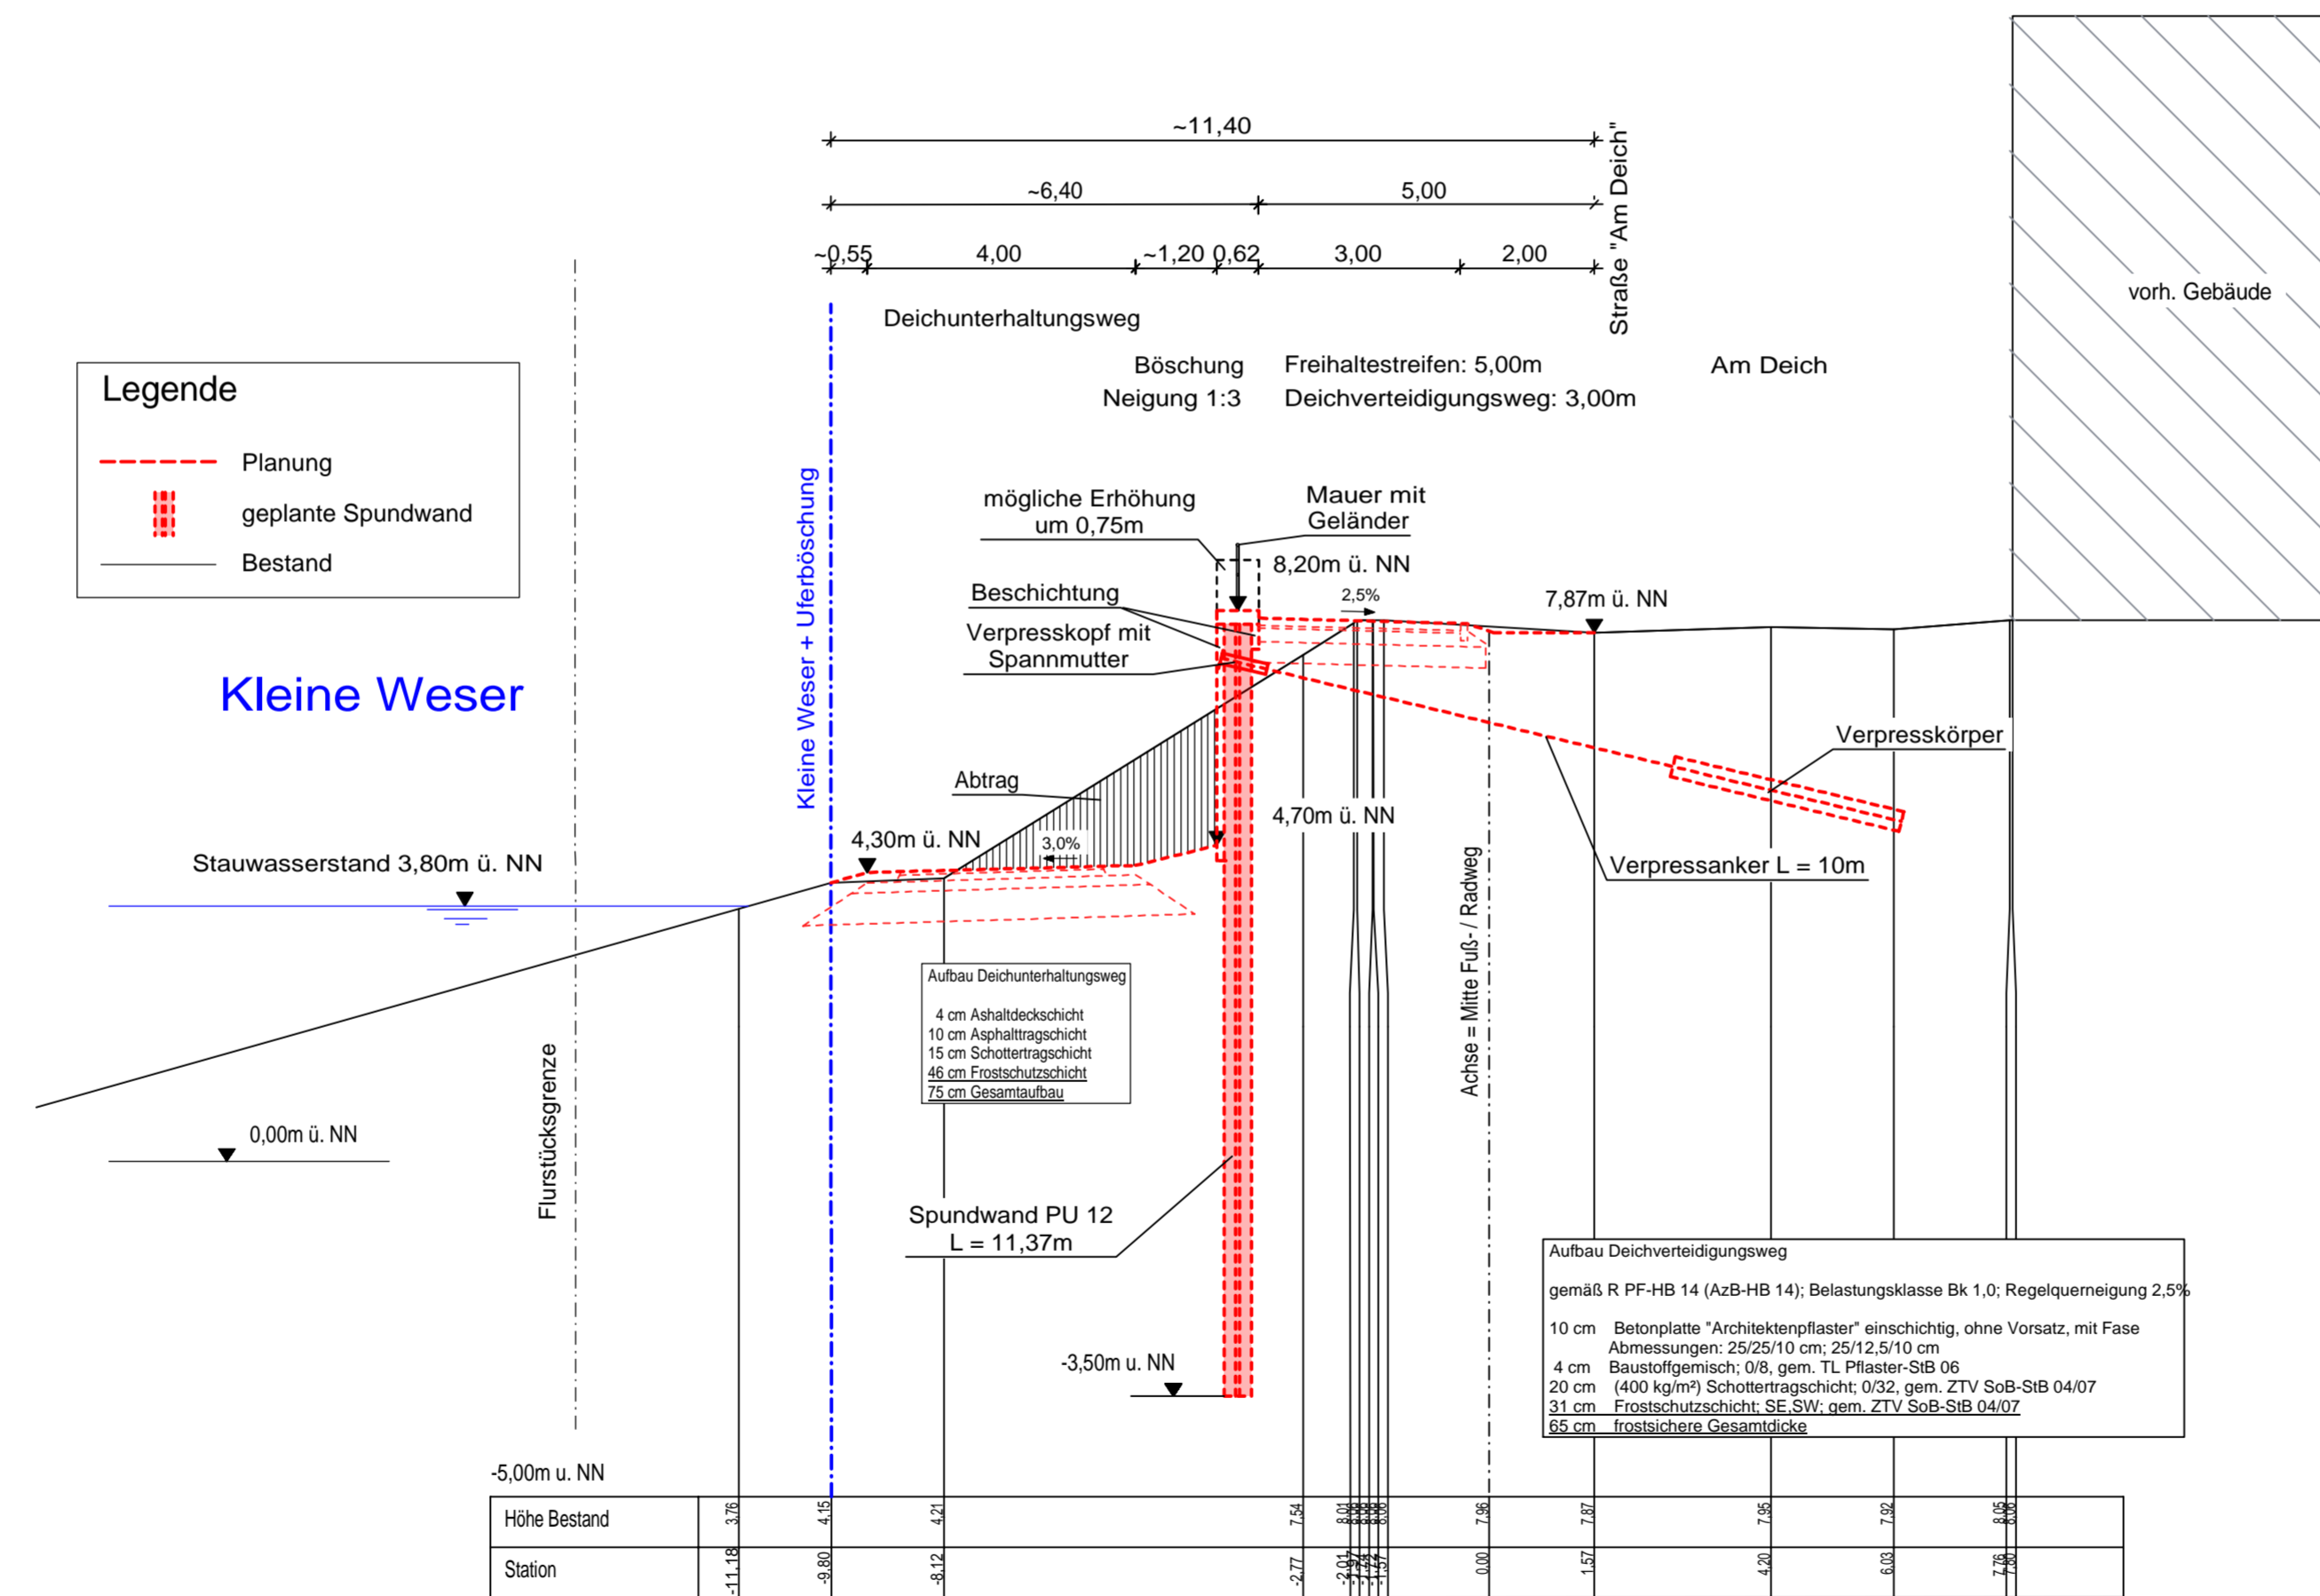 ~11,40
~6,40
5,00
~0,55
4,00
~1,20
0,62
3,00
2,00
Straße "Am Deich"
vorh. Gebäude
Deichunterhaltungsweg
Böschung
Neigung 1:3
Freihaltestreifen: 5,00m
Deichverteidigungsweg: 3,00m
Am Deich
Legende
Planung
geplante Spundwand
Bestand
Kleine Weser + Uferböschung
mögliche Erhöhung
um 0,75m
Mauer mit
Geländer
8,20m ü. NN
Beschichtung
2,5%
7,87m ü. NN
Verpresskopf mit
Spannmutter
Kleine Weser
Verpresskörper
Abtrag
4,70m ü. NN
4,30m ü. NN
3,0%
Stauwasserstand 3,80m ü. NN
Verpressanker L = 10m
Achse = Mitte Fuß- / Radweg
Aufbau Deichunterhaltungsweg
4 cm Ashaltdeckschicht
10 cm Asphalttragschicht
15 cm Schottertragschicht
46 cm Frostschutzschicht
75 cm Gesamtaufbau
Flurstücksgrenze
0,00m ü. NN
Spundwand PU 12
L = 11,37m
Aufbau Deichverteidigungsweg
gemäß R PF-HB 14 (AzB-HB 14); Belastungsklasse Bk 1,0; Regelquerneigung 2,5%
10 cm Betonplatte "Architektenpflaster" einschichtig, ohne Vorsatz, mit Fase
Abmessungen: 25/25/10 cm; 25/12,5/10 cm
4 cm Baustoffgemisch; 0/8, gem. TL Pflaster-StB 06
20 cm (400 kg/m²) Schottertragschicht; 0/32, gem. ZTV SoB-StB 04/07
31 cm Frostschutzschicht; SE,SW; gem. ZTV SoB-StB 04/07
65 cm frostsichere Gesamtdicke
-3,50m u. NN
-5,00m u. NN
Höhe Bestand 3,76 4,15 4,21 7,54 8,01 7,96 7,87 7,95 7,92 8,05 8,06
Station -11,18 -9,80 -8,12 -2,77 -2,01 -1,57 0,00 1,57 4,20 6,03 7,76 7,80